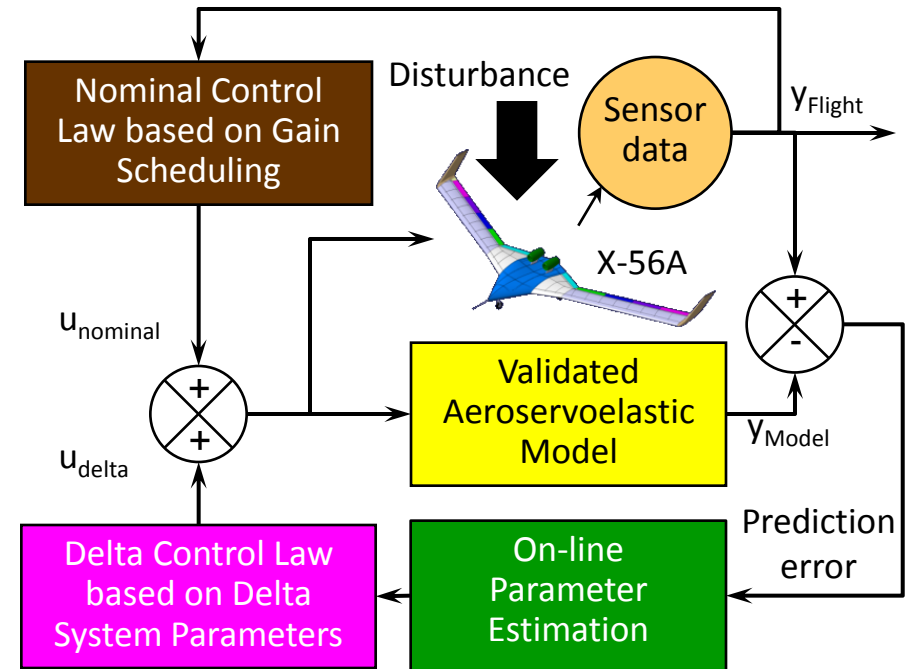 Nominal Control
Law based on Gain
Scheduling
Disturbance
Sensor
data
yFlight
X-56A
unominal
+
-
+
+
Validated
Aeroservoelastic
Model
yModel
udelta
Prediction
error
Delta Control Law
based on Delta
System Parameters
On-line
Parameter
Estimation